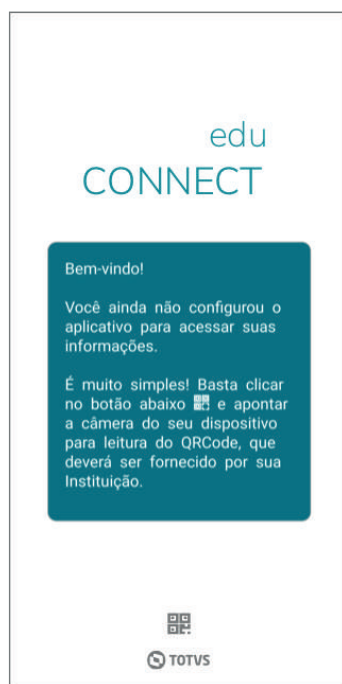 edu
CONNECT
Bem-vindo!
Você ainda não configurou o
aplicativo para acessar suas
informações.
É muito simples! Basta clicar
no botão abaixo e apontar
a câmera do seu dispositivo
para leitura do QRCode, que
deverá ser fornecido por sua
Instituição.
TOTVS